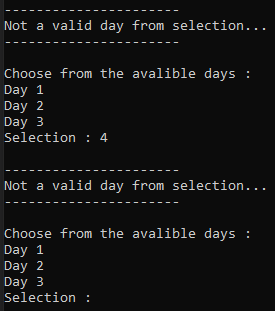 ----------------------
Not a valid day from selection...
----------------------
Choose from the avalible days :
Day 1
Day 2
Day 3
Selection : 4
----------------------
Not a valid day from selection...
----------------------
Choose from the avalible days :
Day 1
Day 2
Day 3
Selection :